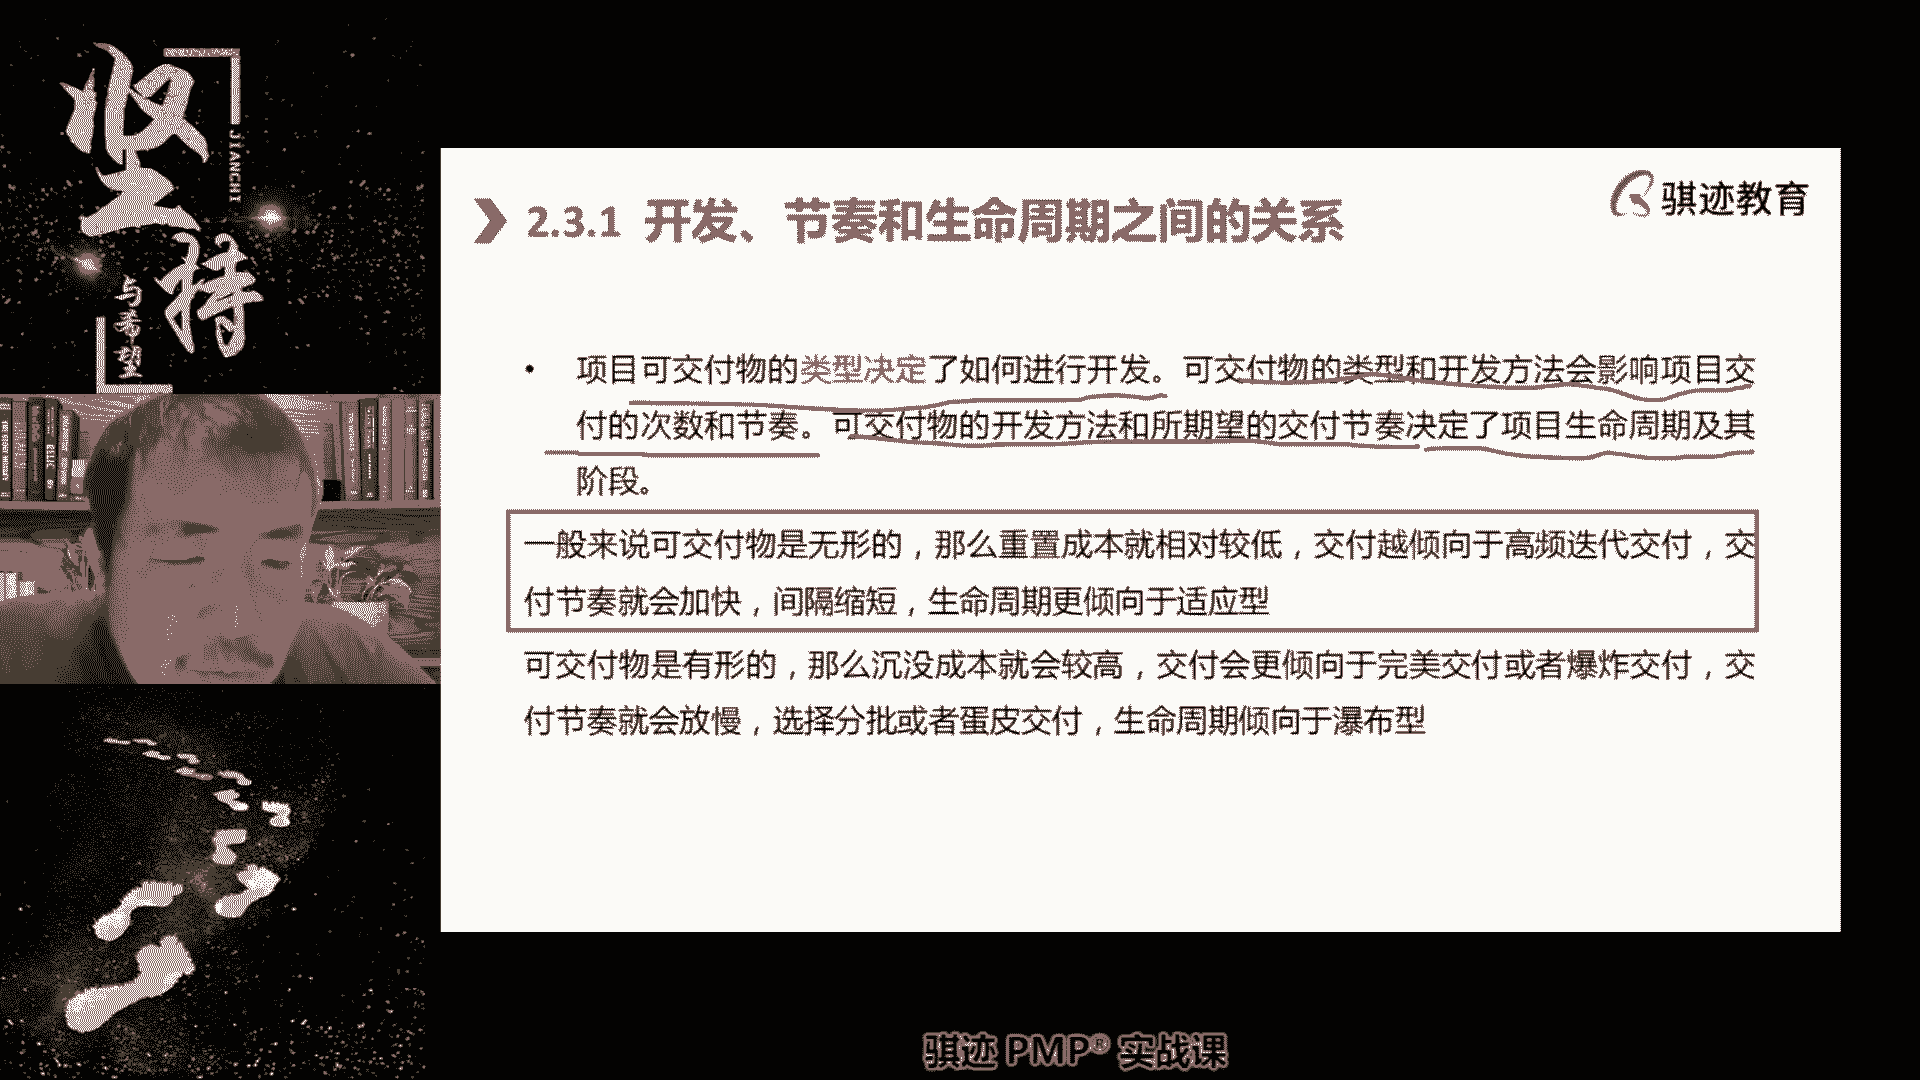 坚持
JIANCHI
与希望
骐迹教育
2.3.1 开发、节奏和生命周期之间的关系
• 项目可交付物的类型决定了如何进行开发。可交付物的类型和开发方法会影响项目交
付的次数和节奏。可交付物的开发方法和所期望的交付节奏决定了项目生命周期及其
阶段。
一般来说可交付物是无形的，那么重置成本就相对较低，交付越倾向于高频迭代交付，交
付节奏就会加快，间隔缩短，生命周期更倾向于适应型
可交付物是有形的，那么沉没成本就会较高，交付会更倾向于完美交付或者爆炸交付，交
付节奏就会放慢，选择分批或者蛋皮交付，生命周期倾向于瀑布型
骐迹 PMP® 实战课